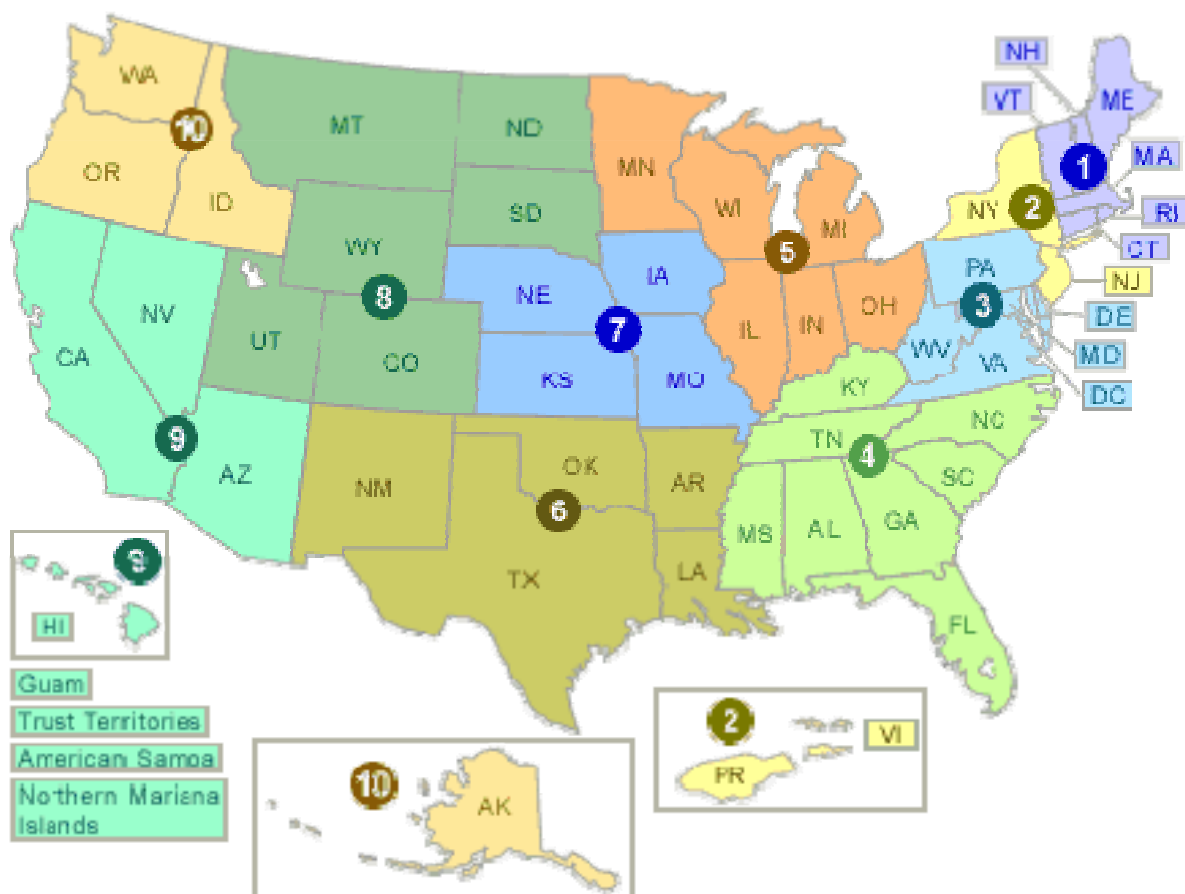 NH
WA
VT
ME
10
MT
ND
OR
MN
MA
1
ID
SD
WI
MI
NY
2
RI
WY
5
CT
PA
IA
NJ
8
NE
3
DE
NV
7
IL
IN
OH
UT
WV
MD
CA
CO
VA
KS
MO
KY
DC
NC
TN
9
4
OK
AZ
SC
NM
AR
6
GA
MS
AL
9
TX
LA
HI
FL
Guam
Trust Territories
2
VI
American Samoa
PR
10
Northern Mariana
Islands
AK